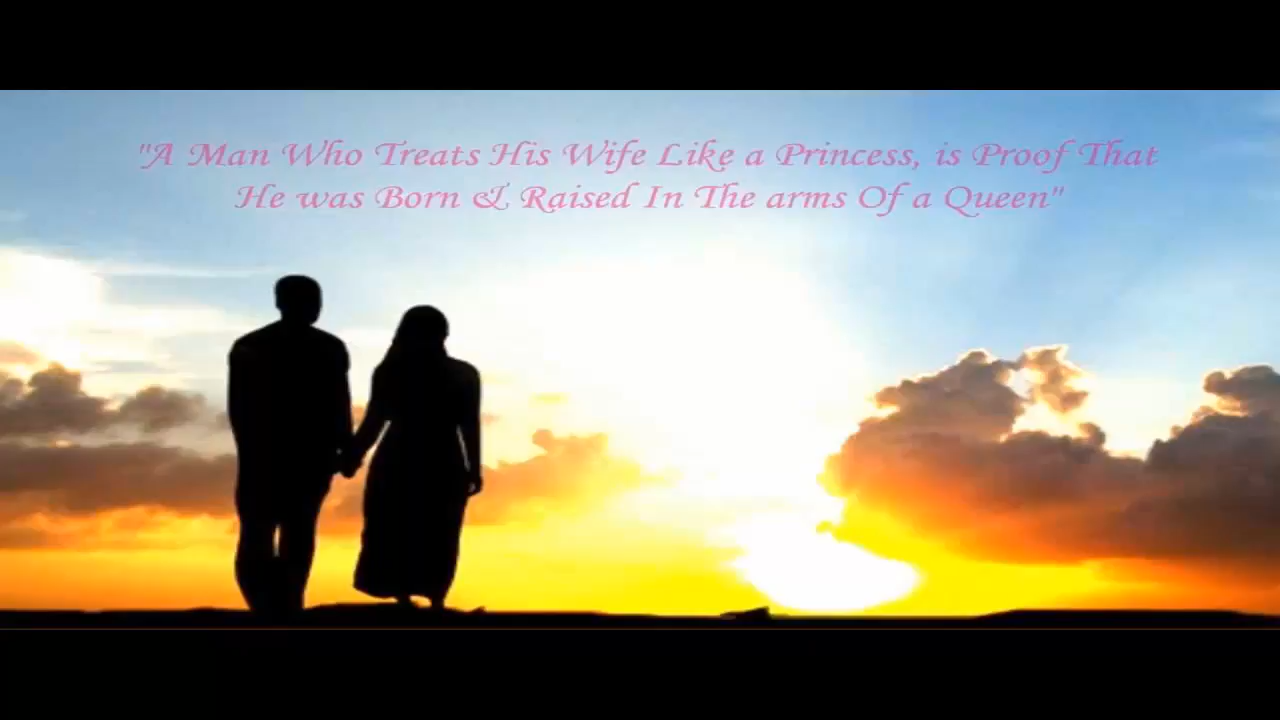 "A Man Who Treats His Wife Like a Princess, is Proof That
He was Born & Raised In The arms Of a Queen"